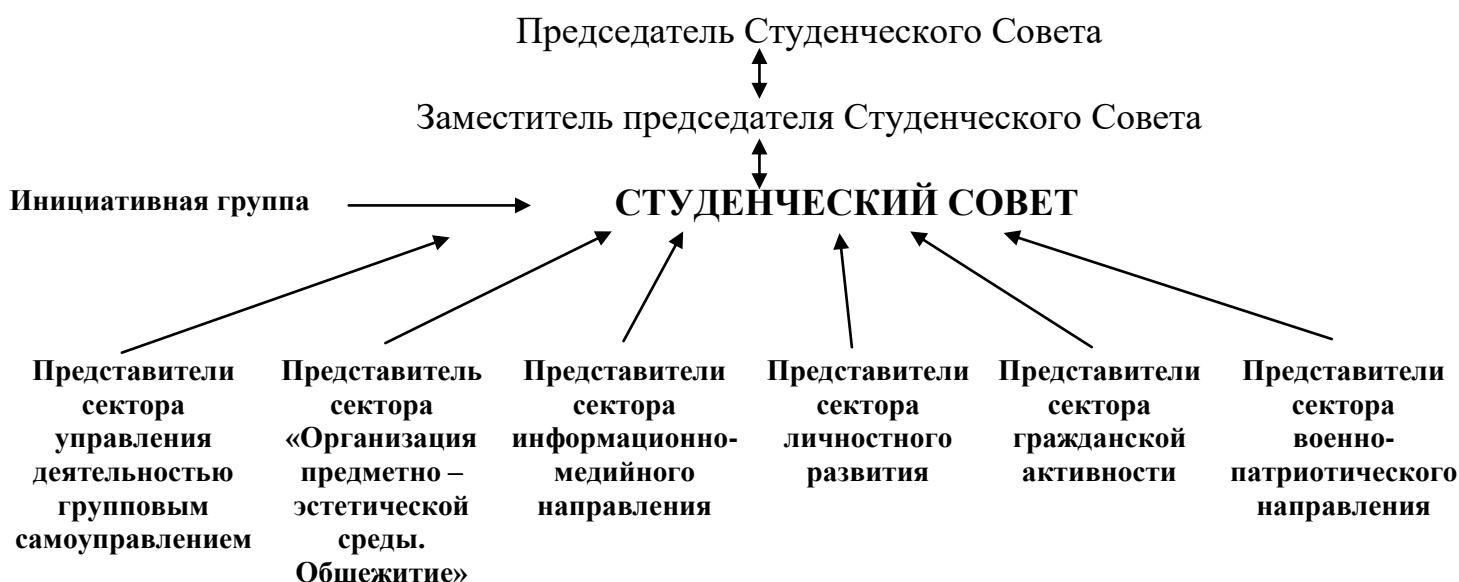 Председатель Студенческого Совета
Заместитель председателя Студенческого Совета
Инициативная группа
СТУДЕНЧЕСКИЙ СОВЕТ
Представители
сектора
управления
деятельностью
групповым
самоуправлением
Представитель
сектора
«Организация
предметно –
эстетической
среды.
Общежитие»
Представители
сектора
информационно-
медийного
направления
Представители
сектора
личностного
развития
Представители
сектора
гражданской
активности
Представители
сектора
военно-
патриотического
направления